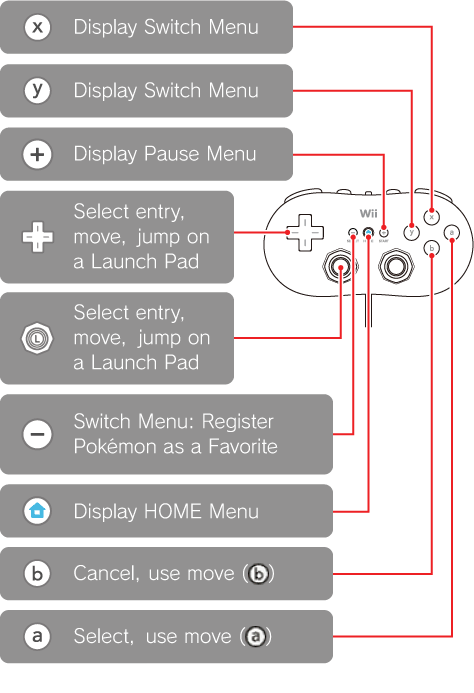 x Display Switch Menu
y Display Switch Menu
+ Display Pause Menu
Select entry,
move, jump on
a Launch Pad
L Select entry,
move, jump on
a Launch Pad
− Switch Menu: Register
Pokémon as a Favorite
Display HOME Menu
b Cancel, use move (b)
a Select, use move (a)
Wii
x
y
a
b
START